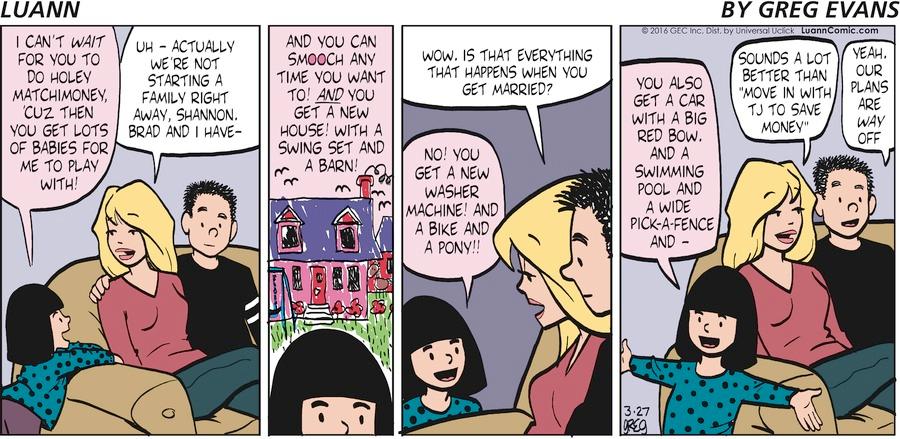 LUANN
BY GREG EVANS
© 2016 GEC Inc, Dist. by Universal Uclick LuannComic.com
I CAN'T WAIT
FOR YOU TO
DO HOLEY
MATCHIMONEY,
'CUZ THEN
YOU GET LOTS
OF BABIES FOR
ME TO PLAY
WITH!
UH - ACTUALLY
WE'RE NOT
STARTING A
FAMILY RIGHT
AWAY, SHANNON.
BRAD AND I HAVE-
AND YOU CAN
SMOOCH ANY
TIME YOU WANT
TO! AND YOU
GET A NEW
HOUSE! WITH A
SWING SET AND
A BARN!
WOW. IS THAT EVERYTHING
THAT HAPPENS WHEN YOU
GET MARRIED?
NO! YOU
GET A NEW
WASHER
MACHINE! AND
A BIKE AND
A PONY!!
YOU ALSO
GET A CAR
WITH A BIG
RED BOW.
AND A
SWIMMING
POOL AND
A WIDE
PICK-A-FENCE
AND -
SOUNDS A LOT
BETTER THAN
"MOVE IN WITH
TJ TO SAVE
MONEY"
YEAH.
OUR
PLANS
ARE
WAY
OFF
3·27
GREG